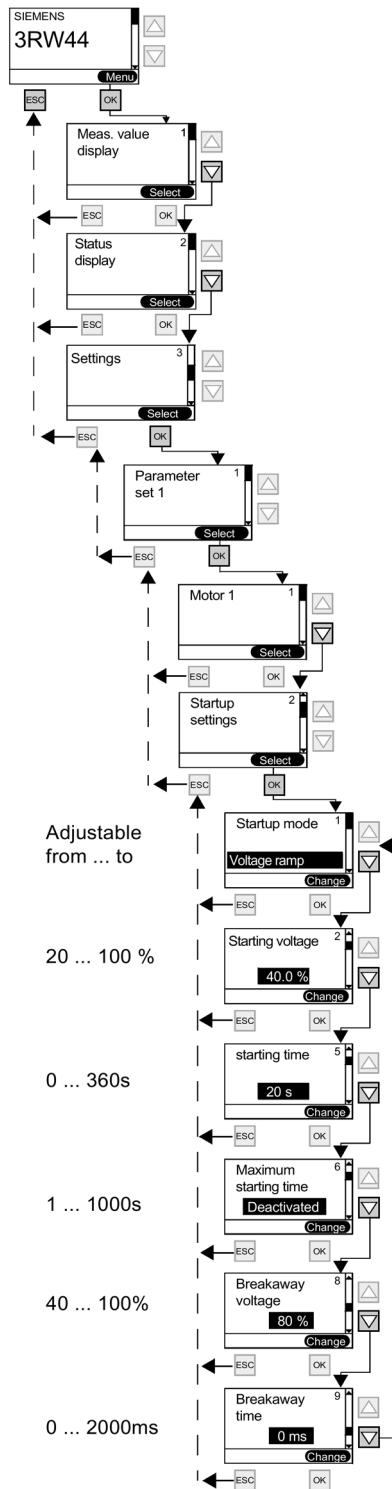 SIEMENS
3RW44
Menu
ESC
OK
Meas. value
display
1
Select
ESC
OK
Status
display
2
Select
ESC
OK
Settings
3
Select
ESC
OK
Parameter
set 1
1
Select
ESC
OK
Motor 1
1
Select
ESC
OK
Startup
settings
2
Select
ESC
OK
Adjustable
from ... to
Startup mode
1
Voltage ramp
Change
ESC
OK
20 ... 100 %
Starting voltage
2
40.0 %
Change
ESC
OK
0 ... 360s
starting time
5
20 s
Change
ESC
OK
1 ... 1000s
Maximum
starting time
6
Deactivated
Change
ESC
OK
40 ... 100%
Breakaway
voltage
8
80 %
Change
ESC
OK
0 ... 2000ms
Breakaway
time
9
0 ms
Change
ESC
OK